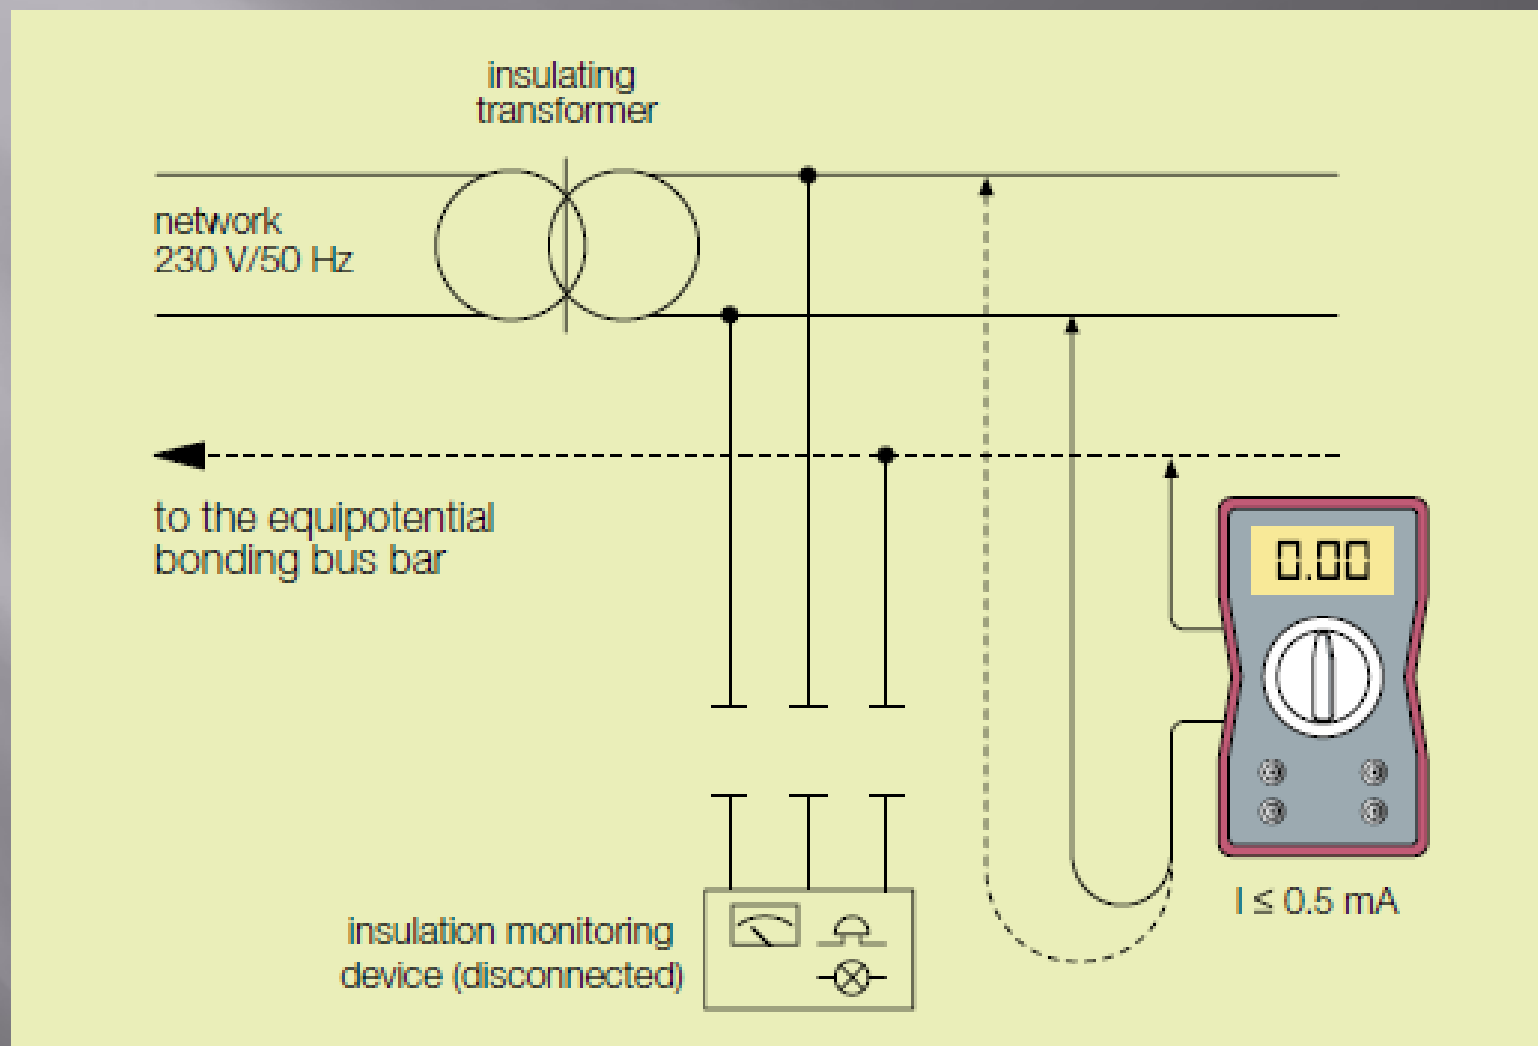 insulating
transformer
network
230 V/50 Hz
to the equipotential
bonding bus bar
0.00
I ≤ 0.5 mA
insulation monitoring
device (disconnected)